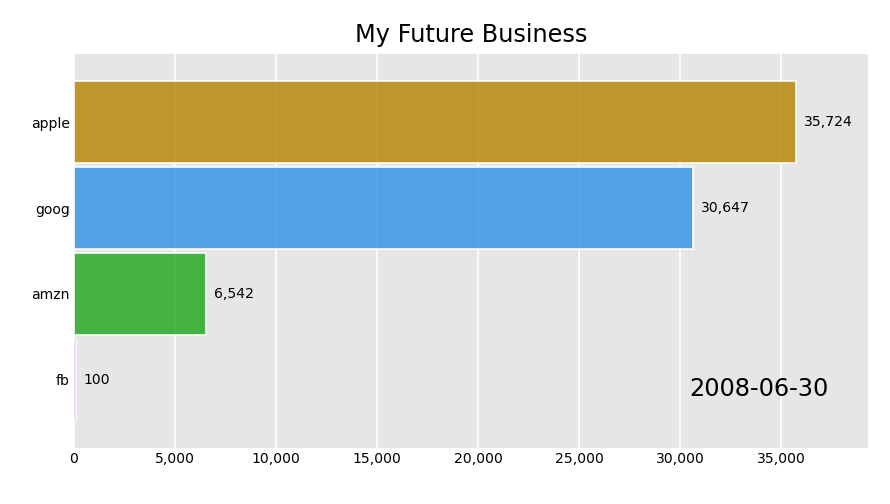 My Future Business
apple 35,724
goog 30,647
amzn 6,542
fb 100
2008-06-30
0 5,000 10,000 15,000 20,000 25,000 30,000 35,000